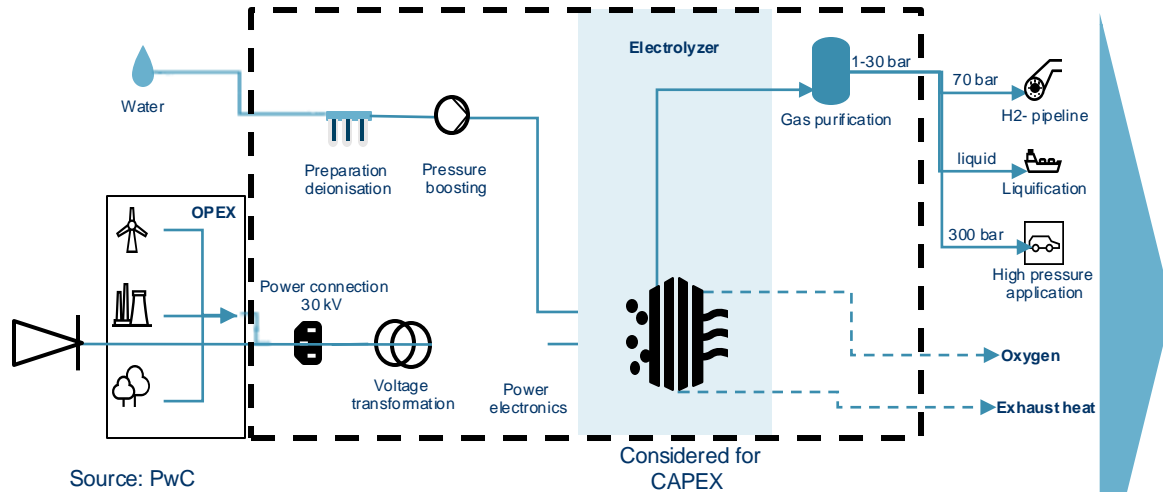 Electrolyzer
1-30 bar
Water
70 bar
H2- pipeline
Gas purification
Preparation
deionisation
Pressure
boosting
liquid
Liquification
OPEX
300 bar
High pressure
application
Power connection
30 kV
Voltage
transformation
Power
electronics
Oxygen
Exhaust heat
Considered for
CAPEX
Source: PwC